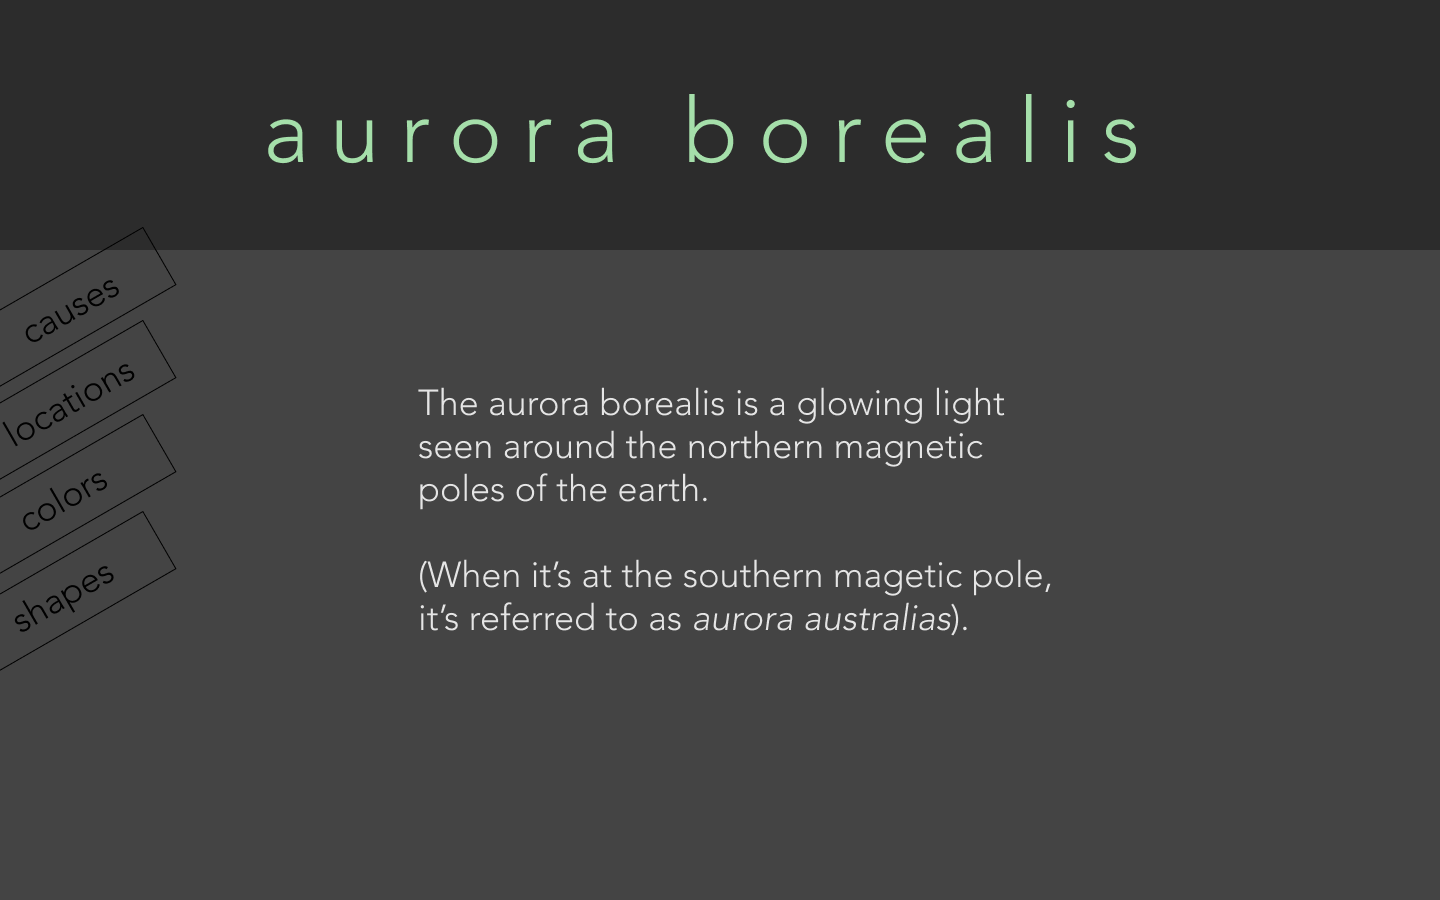 aurora borealis
causes
locations
colors
shapes
The aurora borealis is a glowing light
seen around the northern magnetic
poles of the earth.
(When it’s at the southern magetic pole,
it’s referred to as aurora australias).